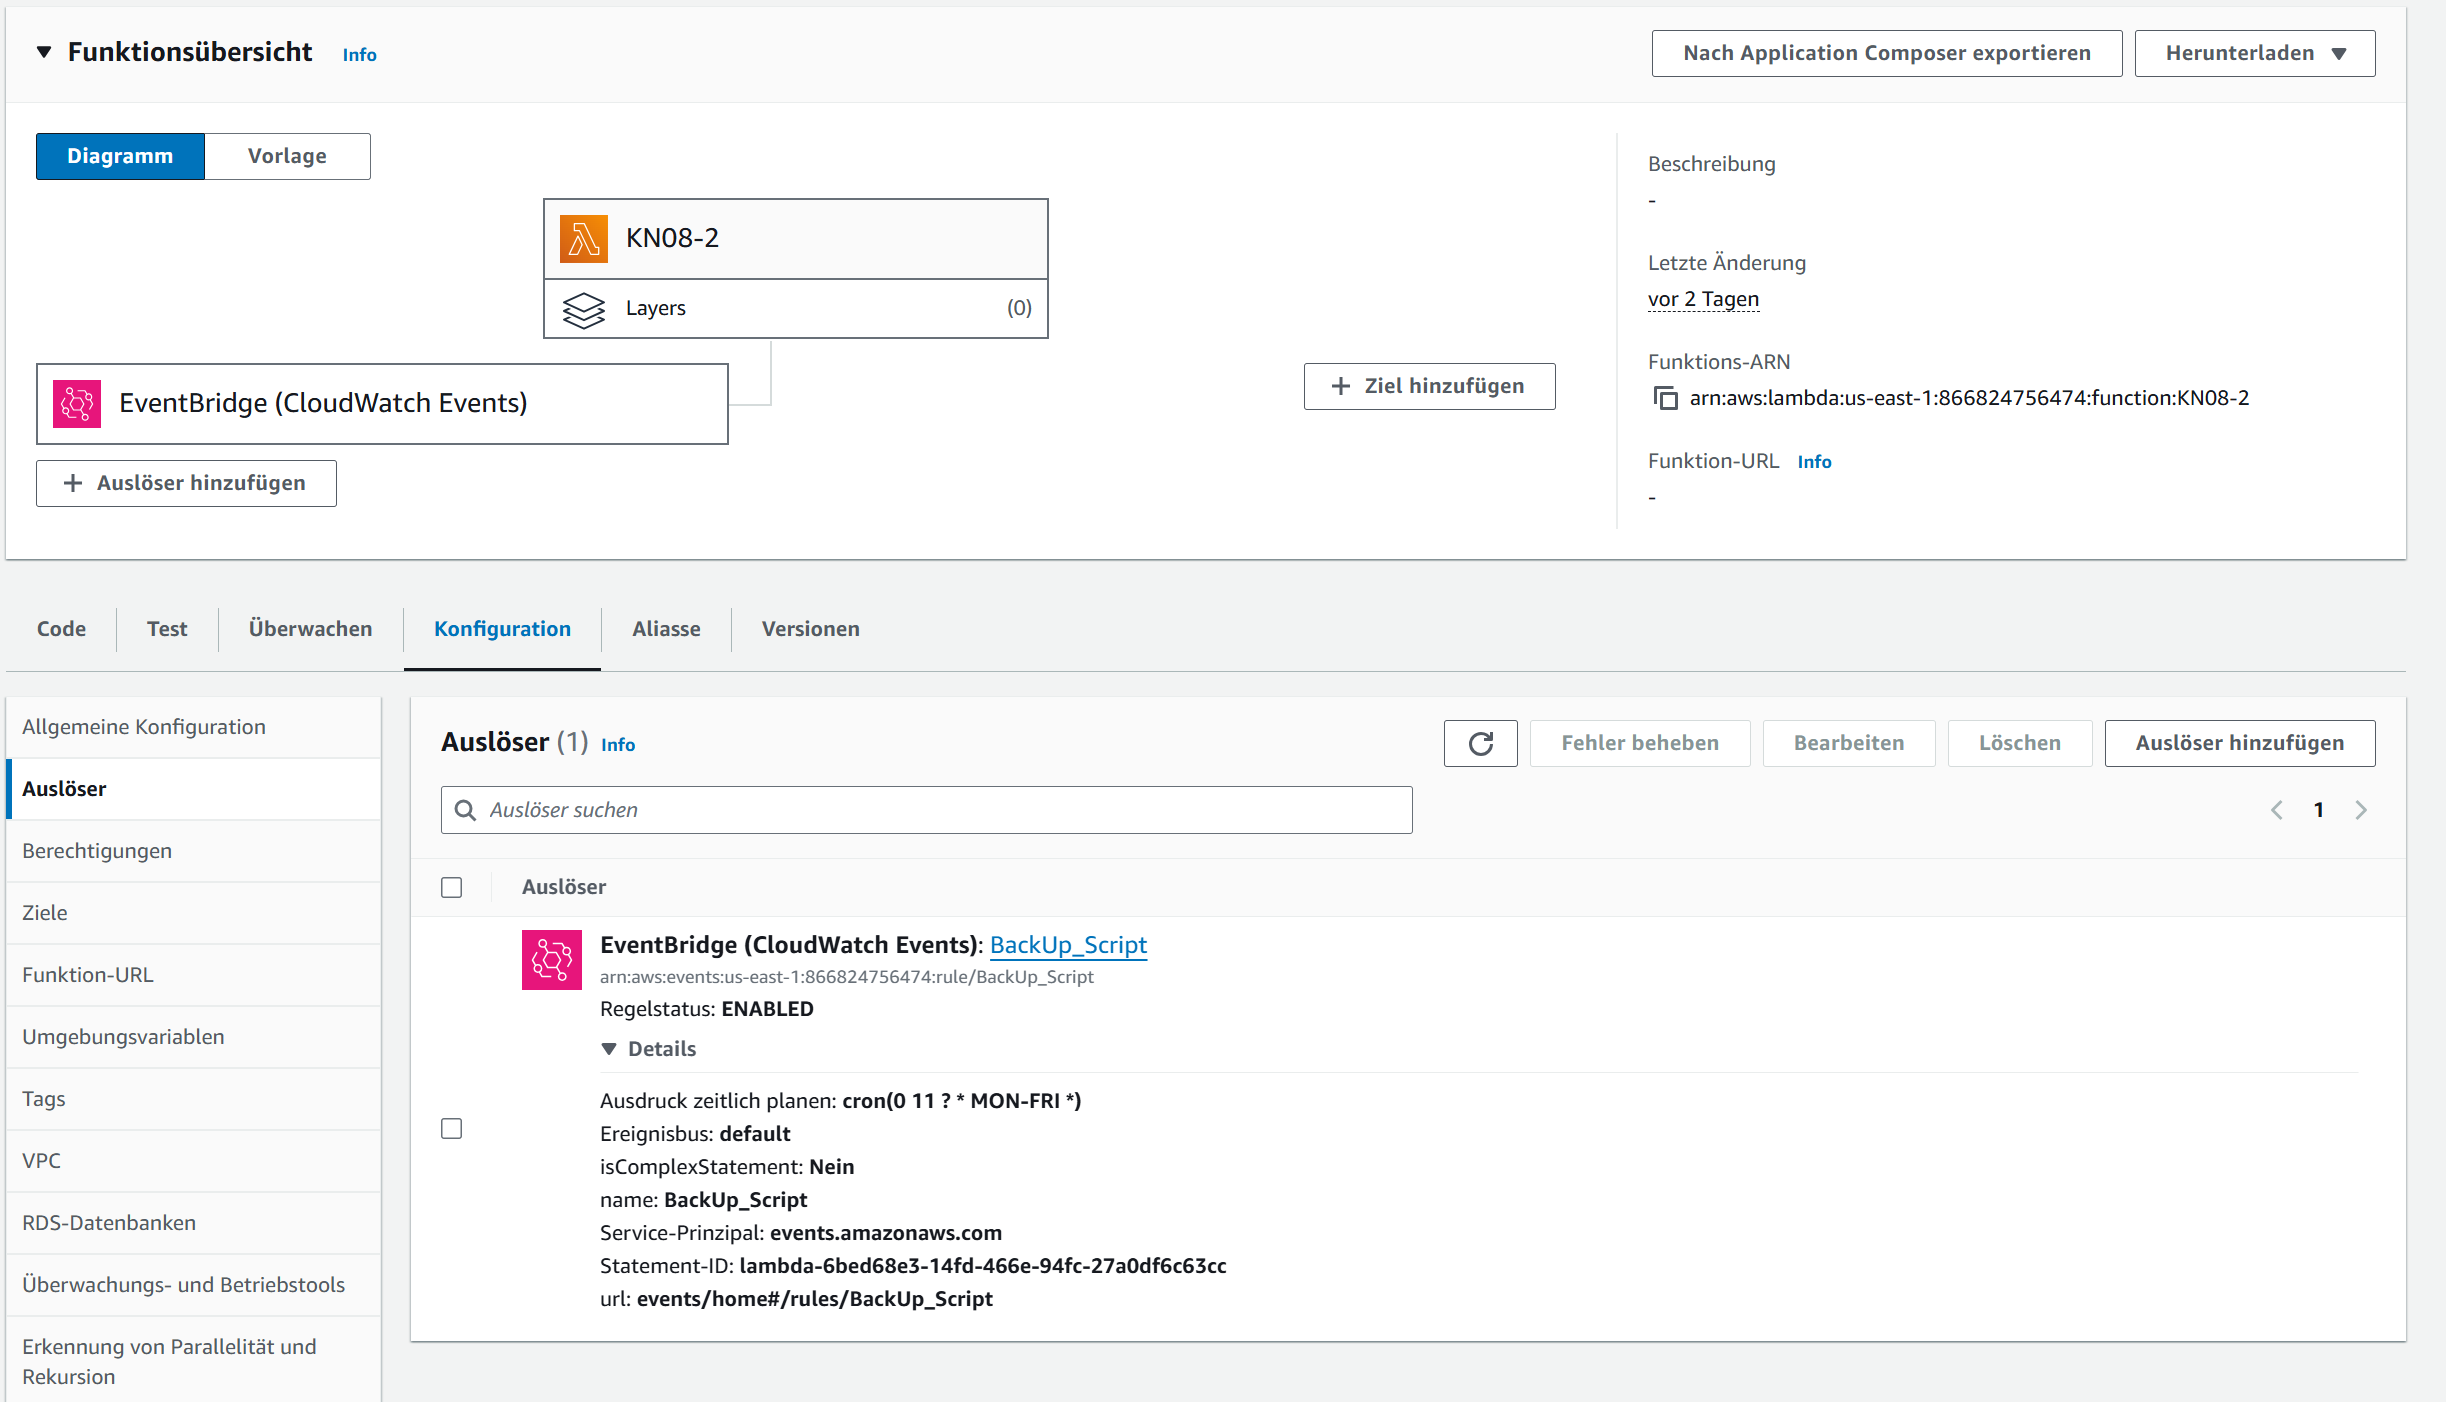 Funktionsübersicht Info
Nach Application Composer exportieren
Herunterladen
Diagramm
Vorlage
KN08-2
Layers
(0)
EventBridge (CloudWatch Events)
Auslöser hinzufügen
Ziel hinzufügen
Beschreibung
-
Letzte Änderung
vor 2 Tagen
Funktions-ARN
arn:aws:lambda:us-east-1:866824756474:function:KN08-2
Funktion-URL Info
-
Code
Test
Überwachen
Konfiguration
Aliasse
Versionen
Allgemeine Konfiguration
Auslöser
Berechtigungen
Ziele
Funktion-URL
Umgebungsvariablen
Tags
VPC
RDS-Datenbanken
Überwachungs- und Betriebstools
Erkennung von Parallelität und
Rekursion
Auslöser (1) Info
Fehler beheben
Bearbeiten
Löschen
Auslöser hinzufügen
Auslöser suchen
1
Auslöser
EventBridge (CloudWatch Events): BackUp_Script
arn:aws:events:us-east-1:866824756474:rule/BackUp_Script
Regelstatus: ENABLED
Details
Ausdruck zeitlich planen: cron(0 11 ? * MON-FRI *)
Ereignisbus: default
isComplexStatement: Nein
name: BackUp_Script
Service-Prinzipal: events.amazonaws.com
Statement-ID: lambda-6bed68e3-14fd-466e-94fc-27a0df6c63cc
url: events/home#/rules/BackUp_Script